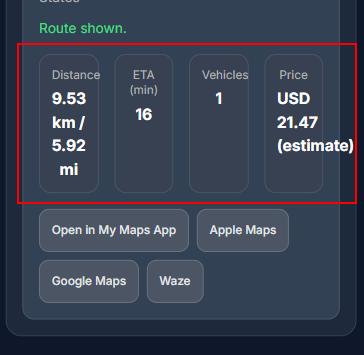 Status
Route shown.
Distance
9.53
km /
5.92
mi
ETA
(min)
16
Vehicles
1
Price
USD
21.47
(estimate)
Open in My Maps App
Apple Maps
Google Maps
Waze